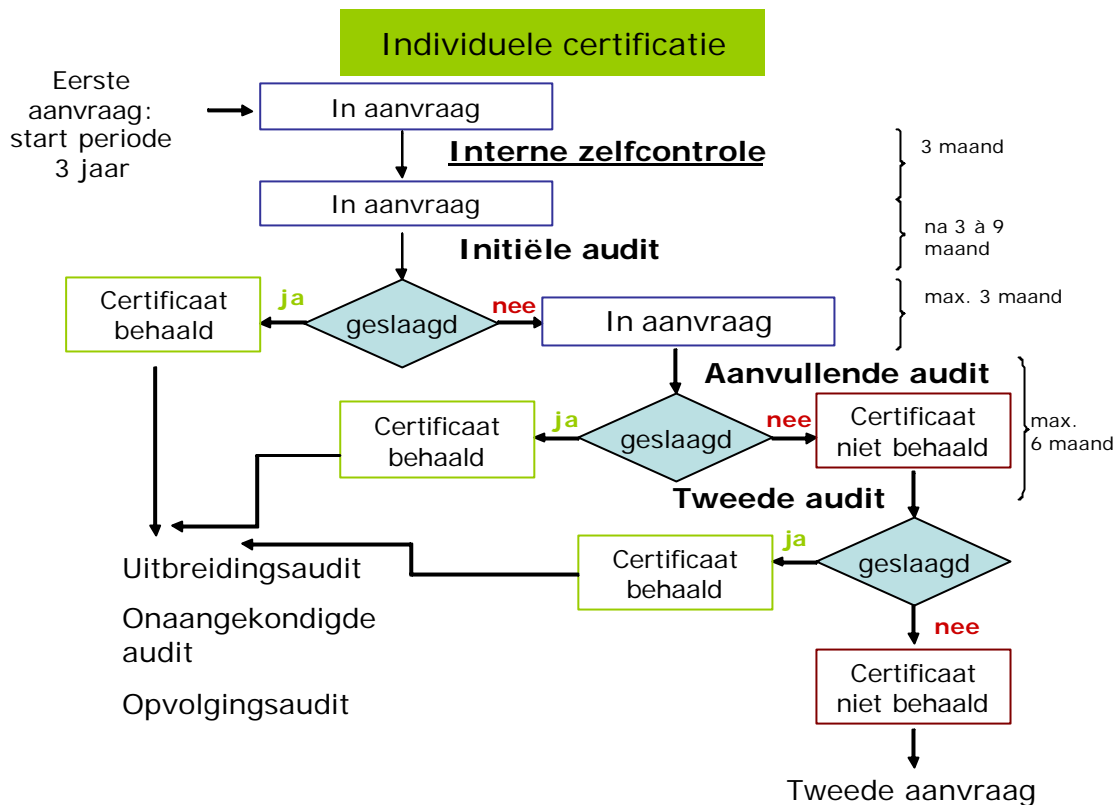 Individuele certificatie
Eerste
aanvraag:
start periode
3 jaar
In aanvraag
Interne zelfcontrole
3 maand
In aanvraag
na 3 à 9
maand
Initiële audit
Certificaat
behaald
ja
geslaagd
nee
In aanvraag
max. 3 maand
Aanvullende audit
Certificaat
behaald
ja
geslaagd
nee
Certificaat
niet behaald
max.
6 maand
Tweede audit
Certificaat
behaald
ja
geslaagd
Uitbreidingsaudit
Onaangekondigde
audit
Opvolgingsaudit
nee
Certificaat
niet behaald
Tweede aanvraag